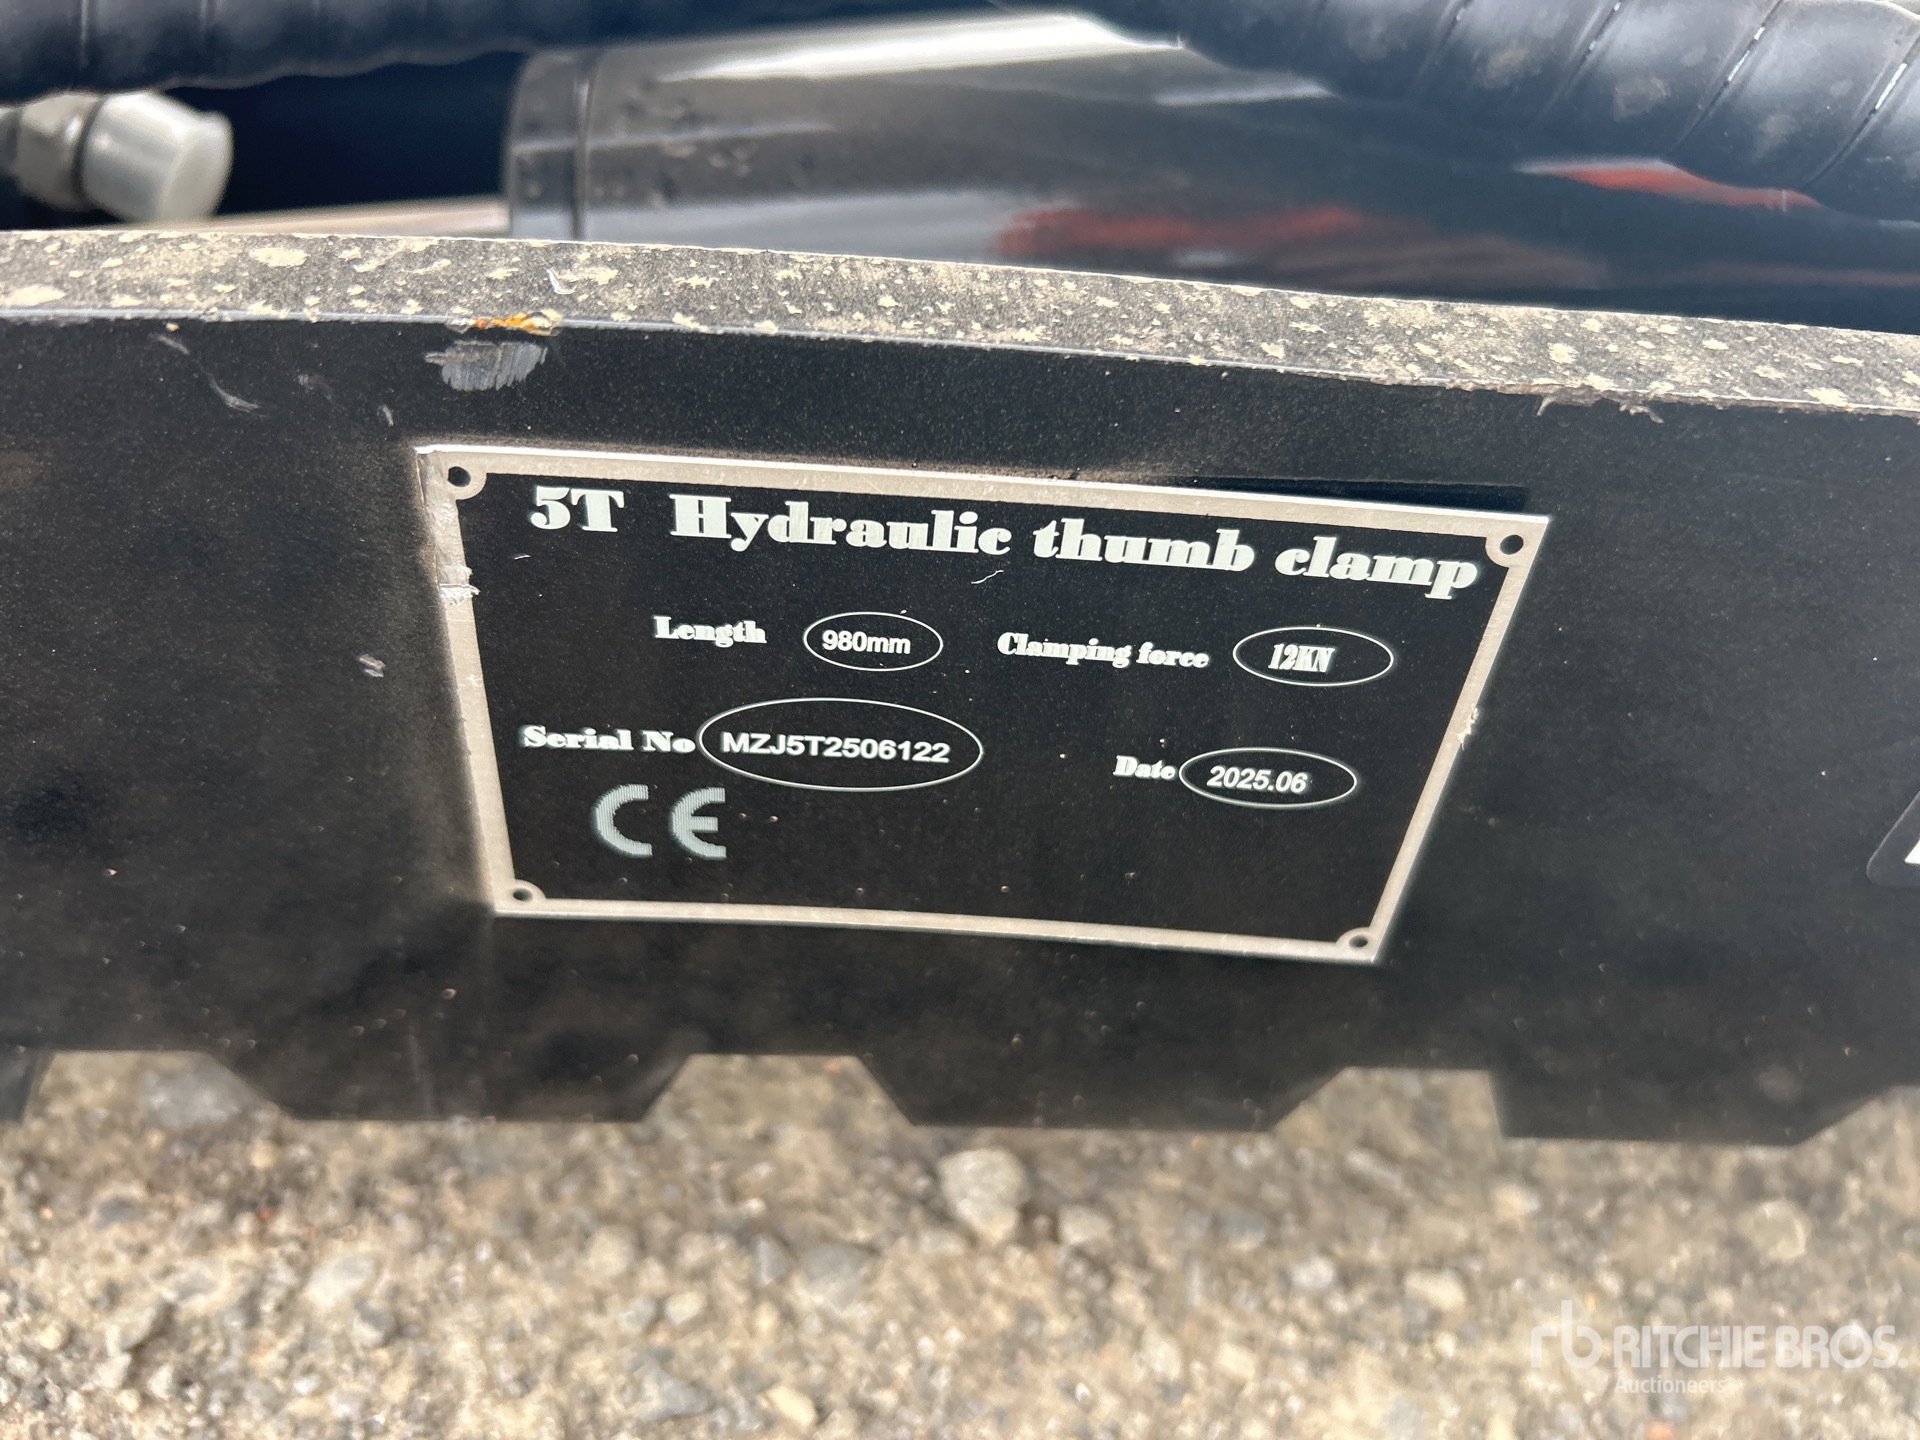 5T Hydraulic thumb clamp
Length 980mm Clamping force 12KN
Serial No MZJ5T2506122 Date 2025.06
CE
rb RITCHIE BROS.
Auctioneers